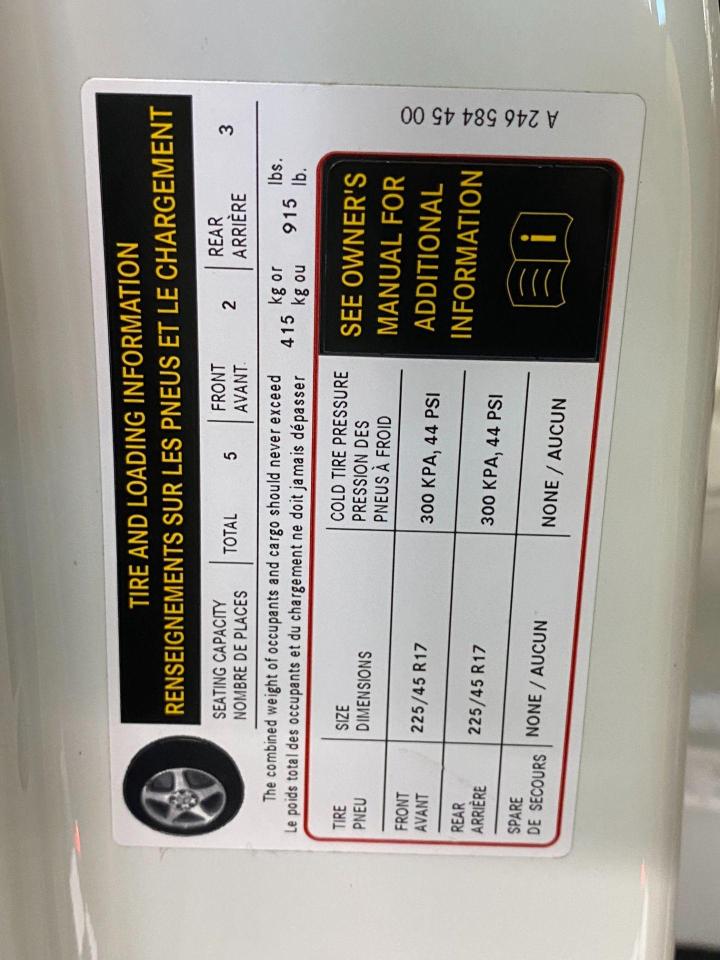 TIRE AND LOADING INFORMATION
RENSEIGNEMENTS SUR LES PNEUS ET LE CHARGEMENT
SEATING CAPACITY TOTAL 5 FRONT 2 REAR 3
NOMBRE DE PLACES AVANT. ARRIÈRE
The combined weight of occupants and cargo should never exceed 415 kg or 915 lbs.
Le poids total des occupants et du chargement ne doit jamais dépasser kg ou lb.
TIRE SIZE COLD TIRE PRESSURE
PNEU DIMENSIONS PRESSION DES
PNEUS À FROID
FRONT
AVANT 225/45 R17 300 KPA, 44 PSI
REAR
ARRIÈRE 225/45 R17 300 KPA, 44 PSI
SPARE
DE SECOURS NONE / AUCUN NONE / AUCUN
SEE OWNER'S
MANUAL FOR
ADDITIONAL
INFORMATION
i
A 246 584 45 00